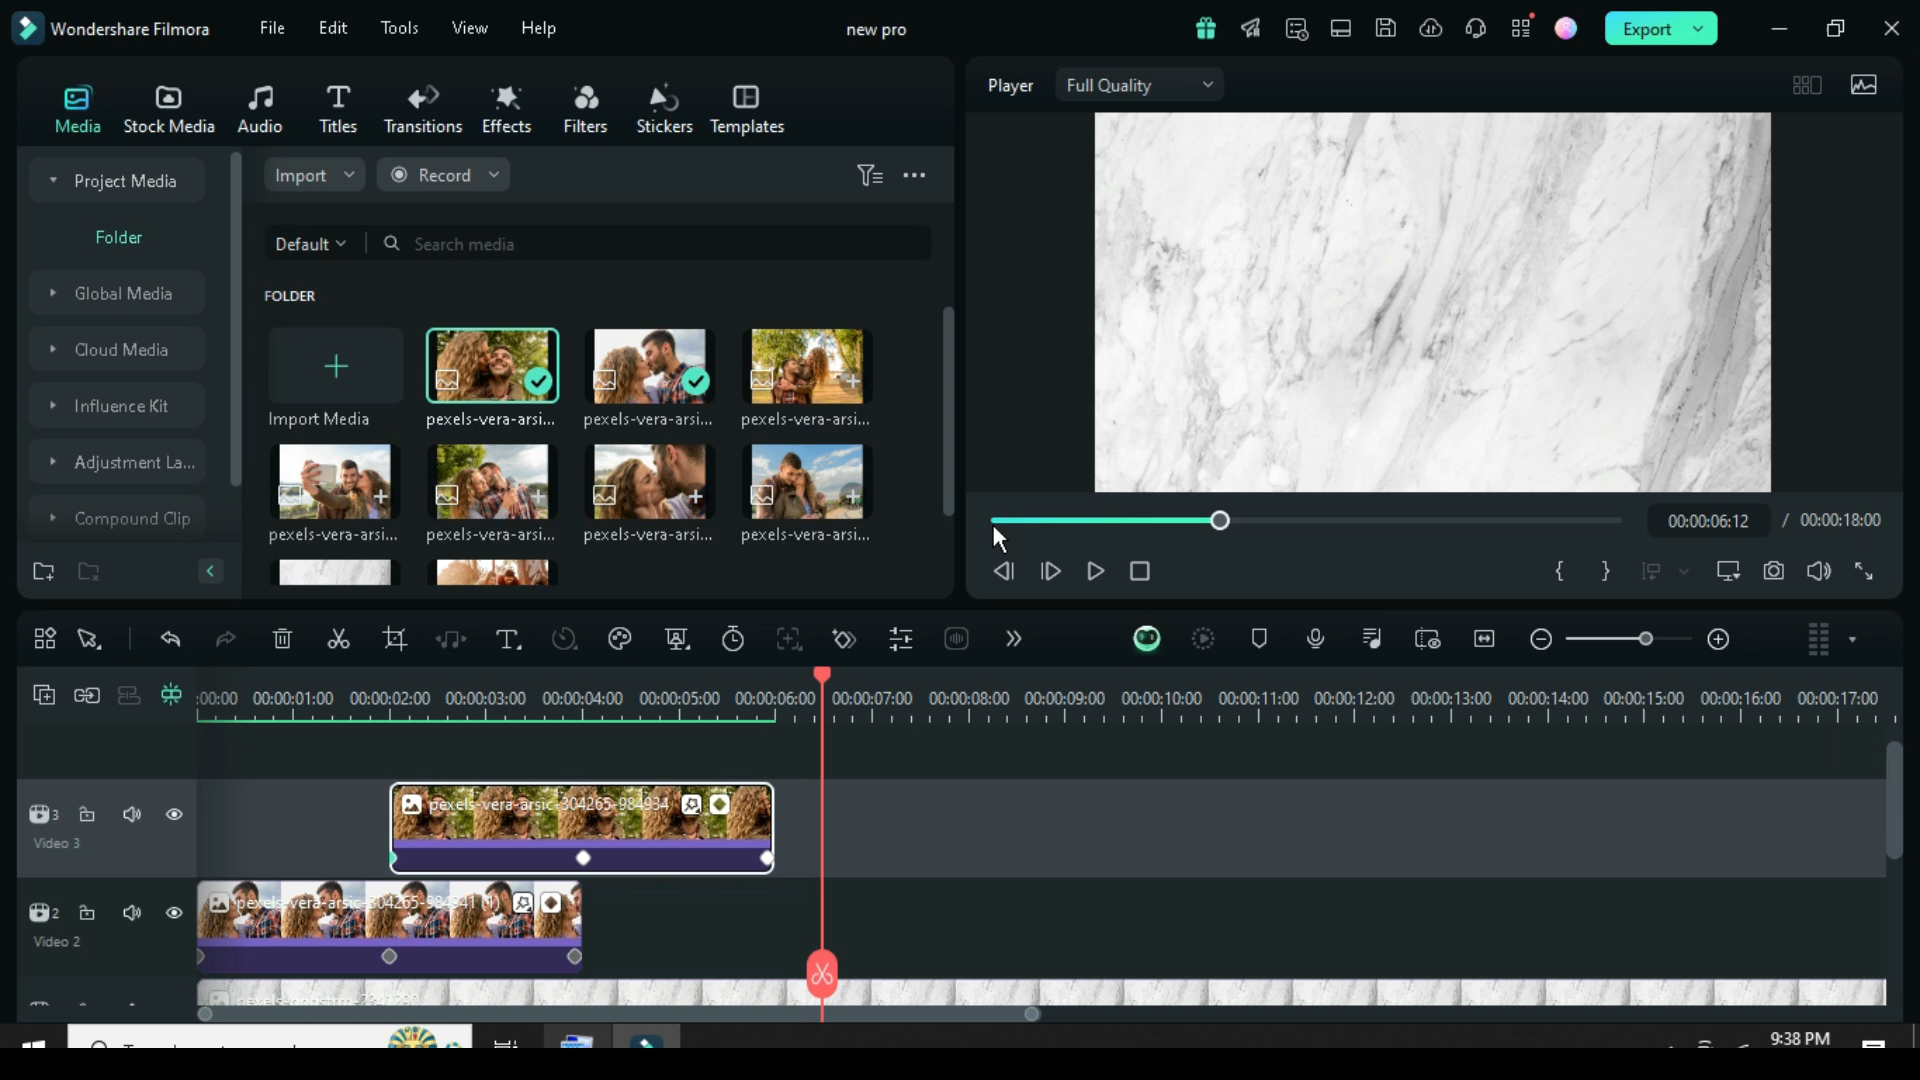 Wondershare Filmora
File Edit Tools View Help
new pro
Export
Media Stock Media Audio Titles Transitions Effects Filters Stickers Templates
Player Full Quality
Project Media
Folder
Global Media
Cloud Media
Influence Kit
Adjustment La...
Compound Clip
Import Record
Default Search media
FOLDER
Import Media pexels-vera-arsi... pexels-vera-arsi... pexels-vera-arsi...
pexels-vera-arsi... pexels-vera-arsi... pexels-vera-arsi... pexels-vera-arsi...
00:00:06:12 / 00:00:18:00
:00:00 00:00:01:00 00:00:02:00 00:00:03:00 00:00:04:00 00:00:05:00 00:00:06:00 00:00:07:00 00:00:08:00 00:00:09:00 00:00:10:00 00:00:11:00 00:00:12:00 00:00:13:00 00:00:14:00 00:00:15:00 00:00:16:00 00:00:17:00
3
Video 3
pexels-vera-arsic-304265-984934
2
Video 2
pexels-vera-arsic-304265-984941 (1)
9:38 PM